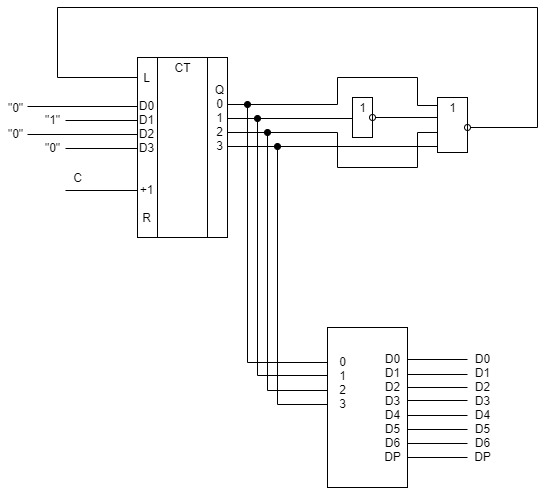 CT
L
Q
"0" D0 0
"1" D1 1
"0" D2 2
"0" D3 3
C +1
R
1
1
0 D0 D0
1 D1 D1
2 D2 D2
3 D3 D3
D4 D4
D5 D5
D6 D6
DP DP